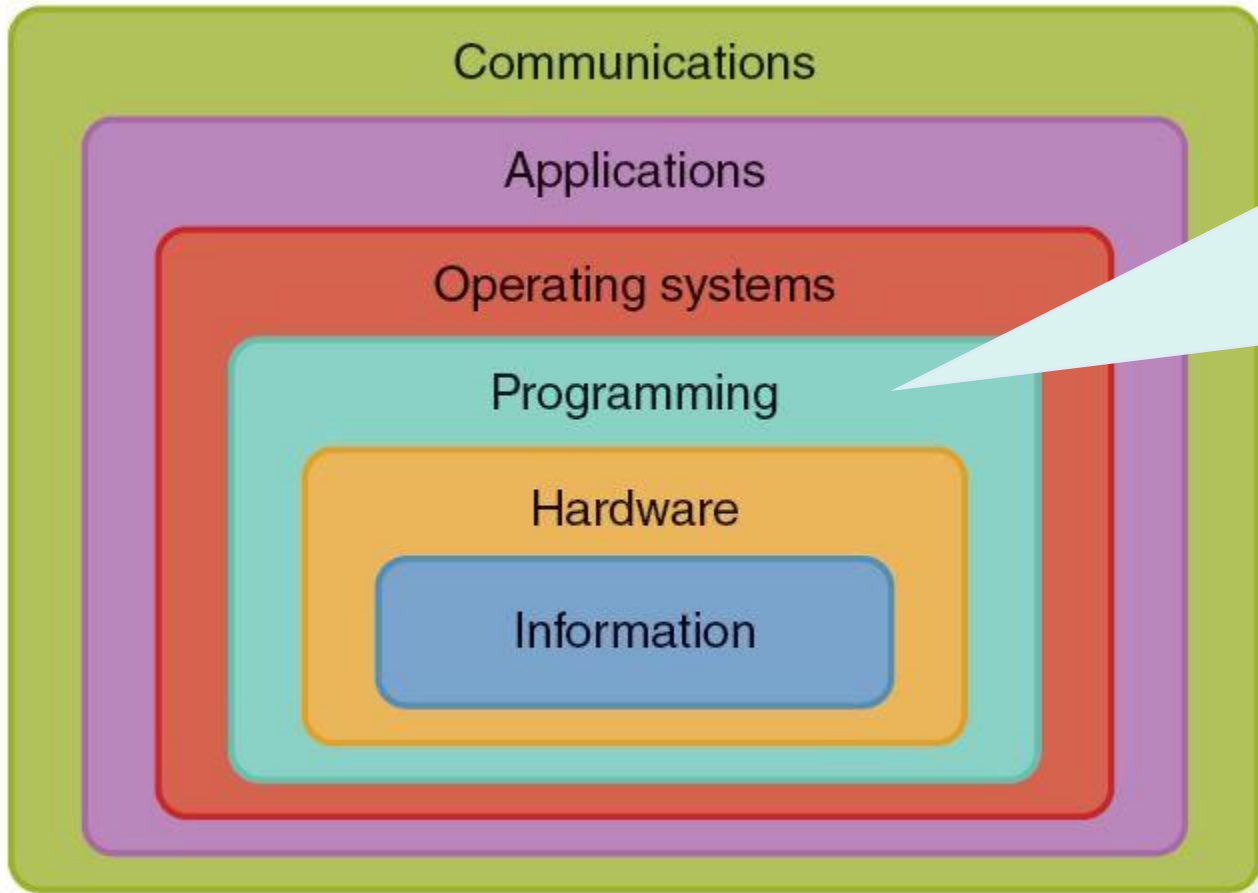 Communications
Applications
Operating systems
Programming
Hardware
Information